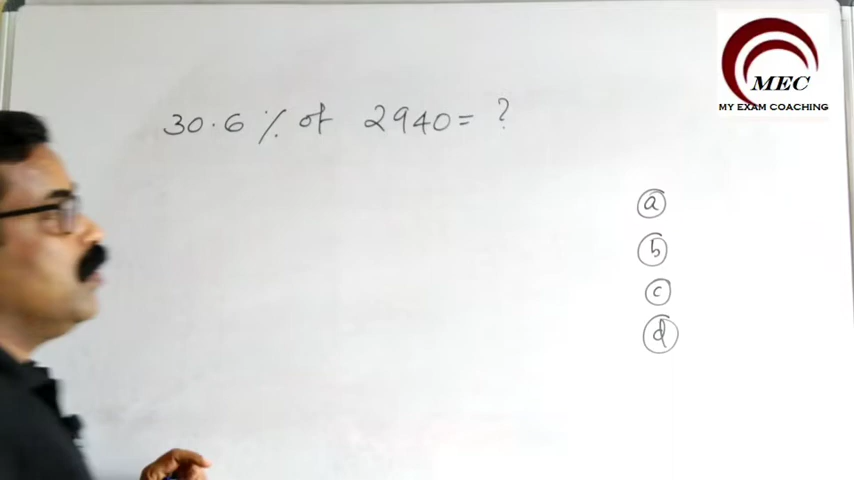 MEC
MY EXAM COACHING
30.6 % of 2940 = ?
a
b
c
d